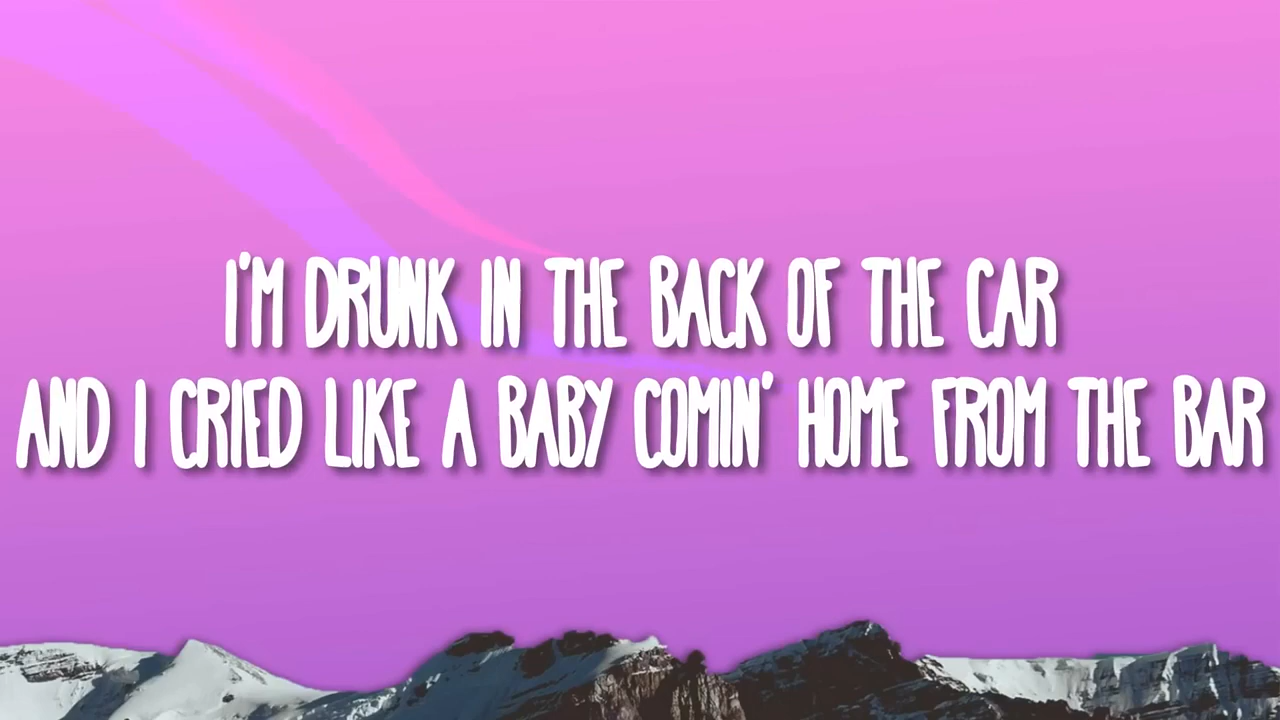 I'M DRUNK IN THE BACK OF THE CAR
AND I CRIED LIKE A BABY COMIN' HOME FROM THE BAR